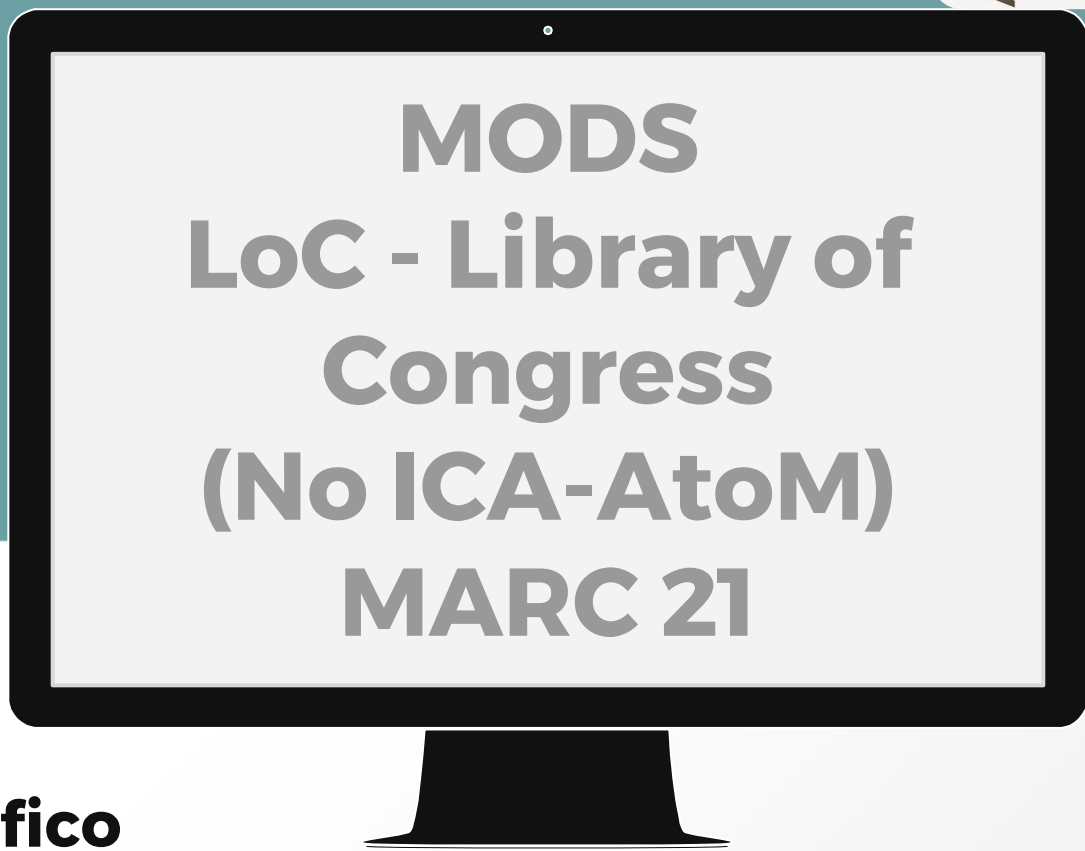 MODS
LoC - Library of
Congress
(No ICA-AtoM)
MARC 21
fico